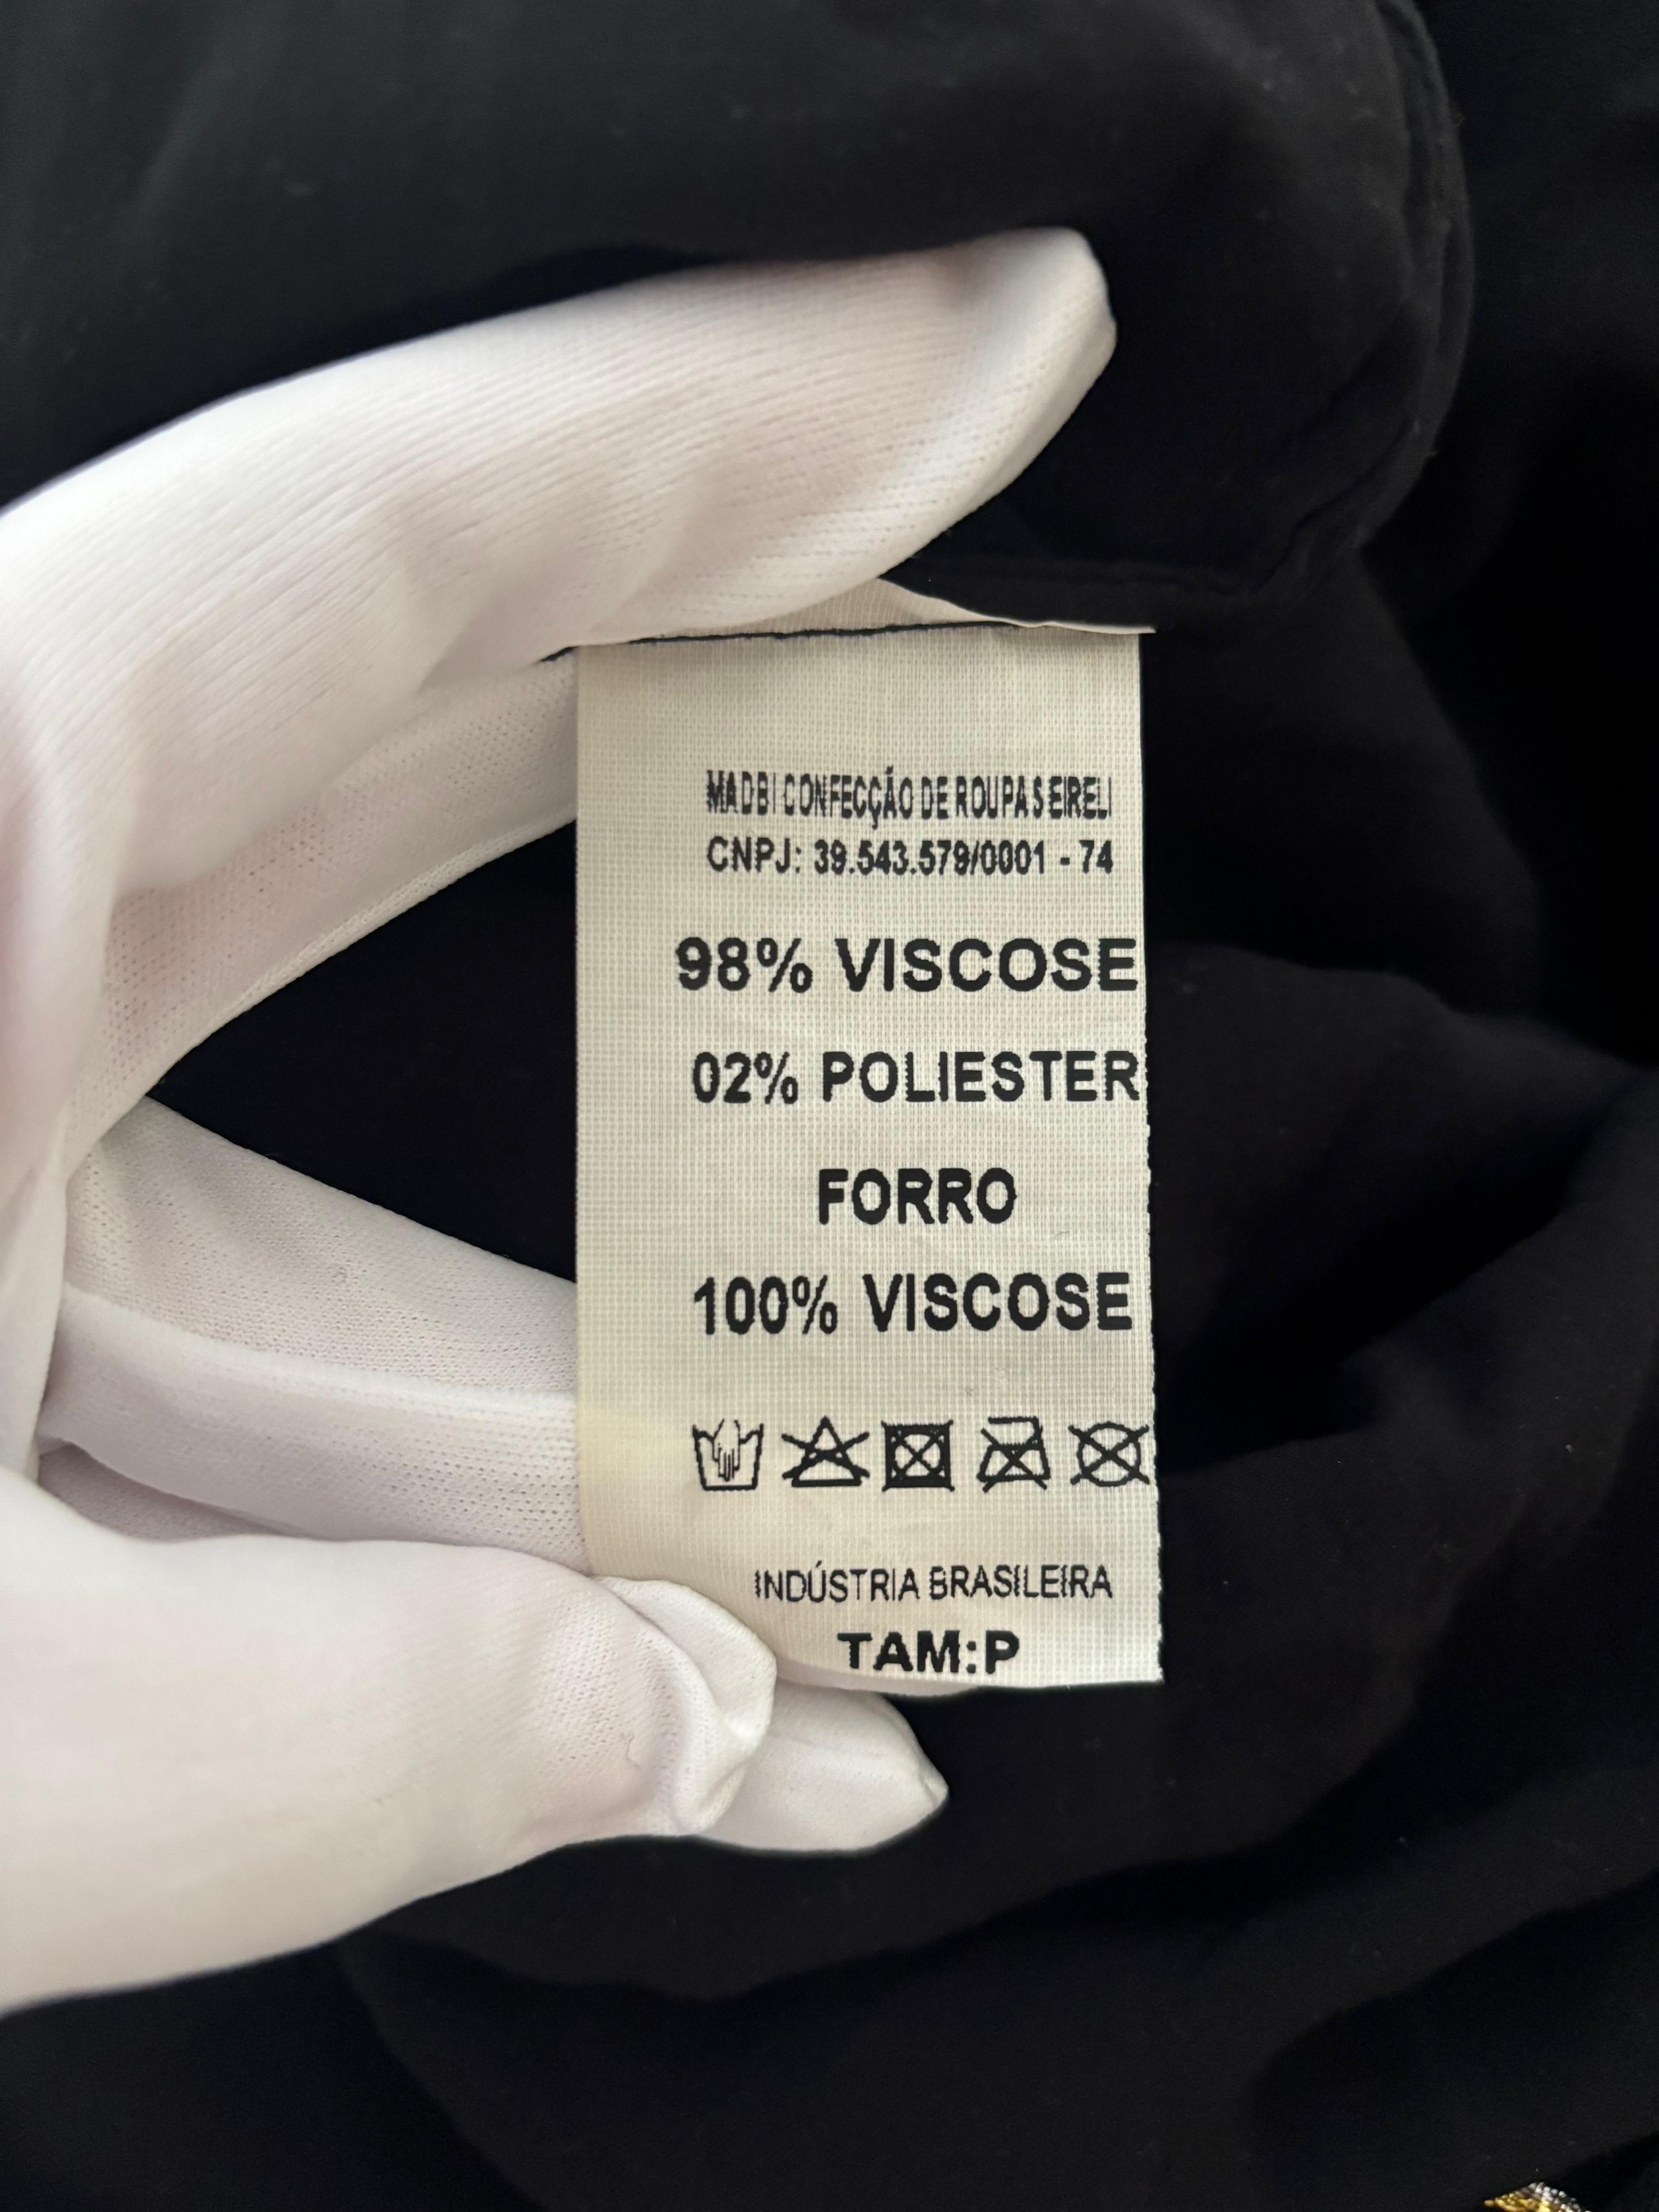 MADBI CONFECÇÃO DE ROUPAS EIRELI
CNPJ: 39.543.579/0001 - 74
98% VISCOSE
02% POLIESTER
FORRO
100% VISCOSE
INDÚSTRIA BRASILEIRA
TAM:P